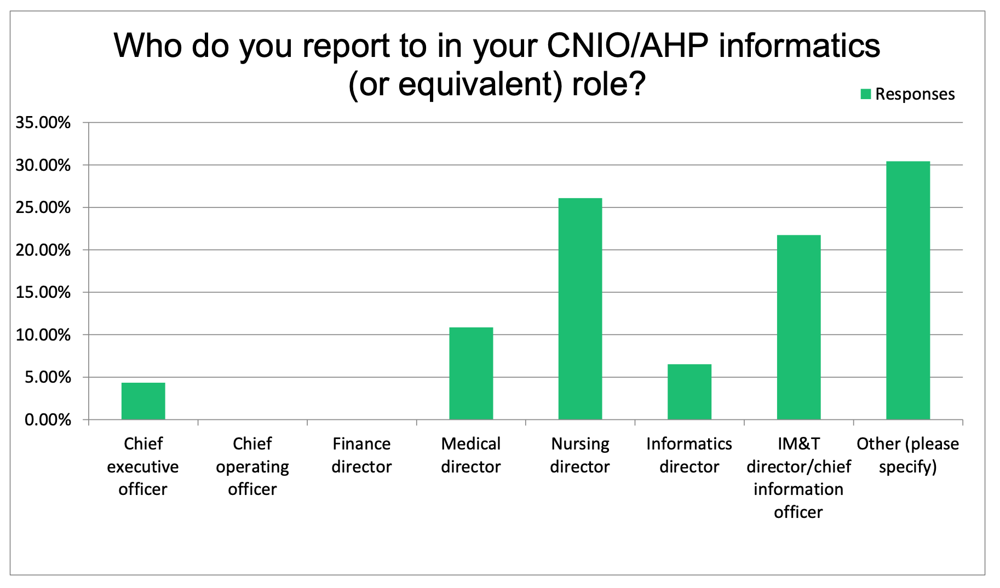 Who do you report to in your CNIO/AHP informatics
(or equivalent) role?
Responses
35.00%
30.00%
25.00%
20.00%
15.00%
10.00%
5.00%
0.00%
Chief
executive
officer
Chief
operating
officer
Finance
director
Medical
director
Nursing
director
Informatics
director
IM&T
director/chief
information
officer
Other (please
specify)